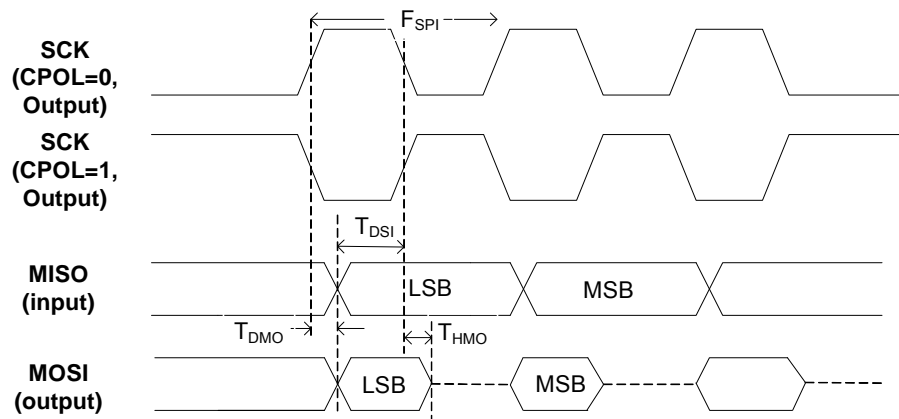 F_SPI
SCK
(CPOL=0,
Output)
SCK
(CPOL=1,
Output)
T_DSI
MISO
(input)
LSB
MSB
T_DMO
T_HMO
MOSI
(output)
LSB
MSB